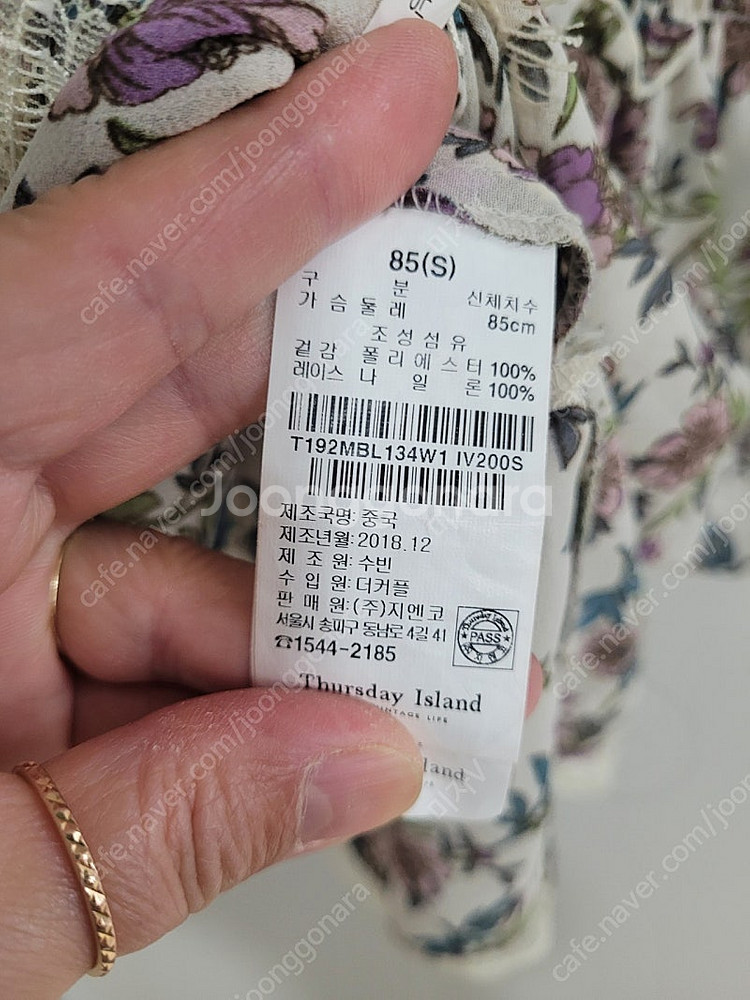 85(S)
구 분 신체치수
가슴둘레 85cm
조성섬유
겉감 폴리에스터 100%
레이스 나일론 100%
T192MBL134W1 IV200S
제조국명: 중국
제조년월: 2018.12
제조원: 수빈
수입원: 더커플
판매원: (주)지엔코
서울시 송파구 동남로 4길 41
☎1544-2185
PASS
Thursday Island
VINTAGE LIFE
land
Joonggonara
cafe.naver.com/joonggonara